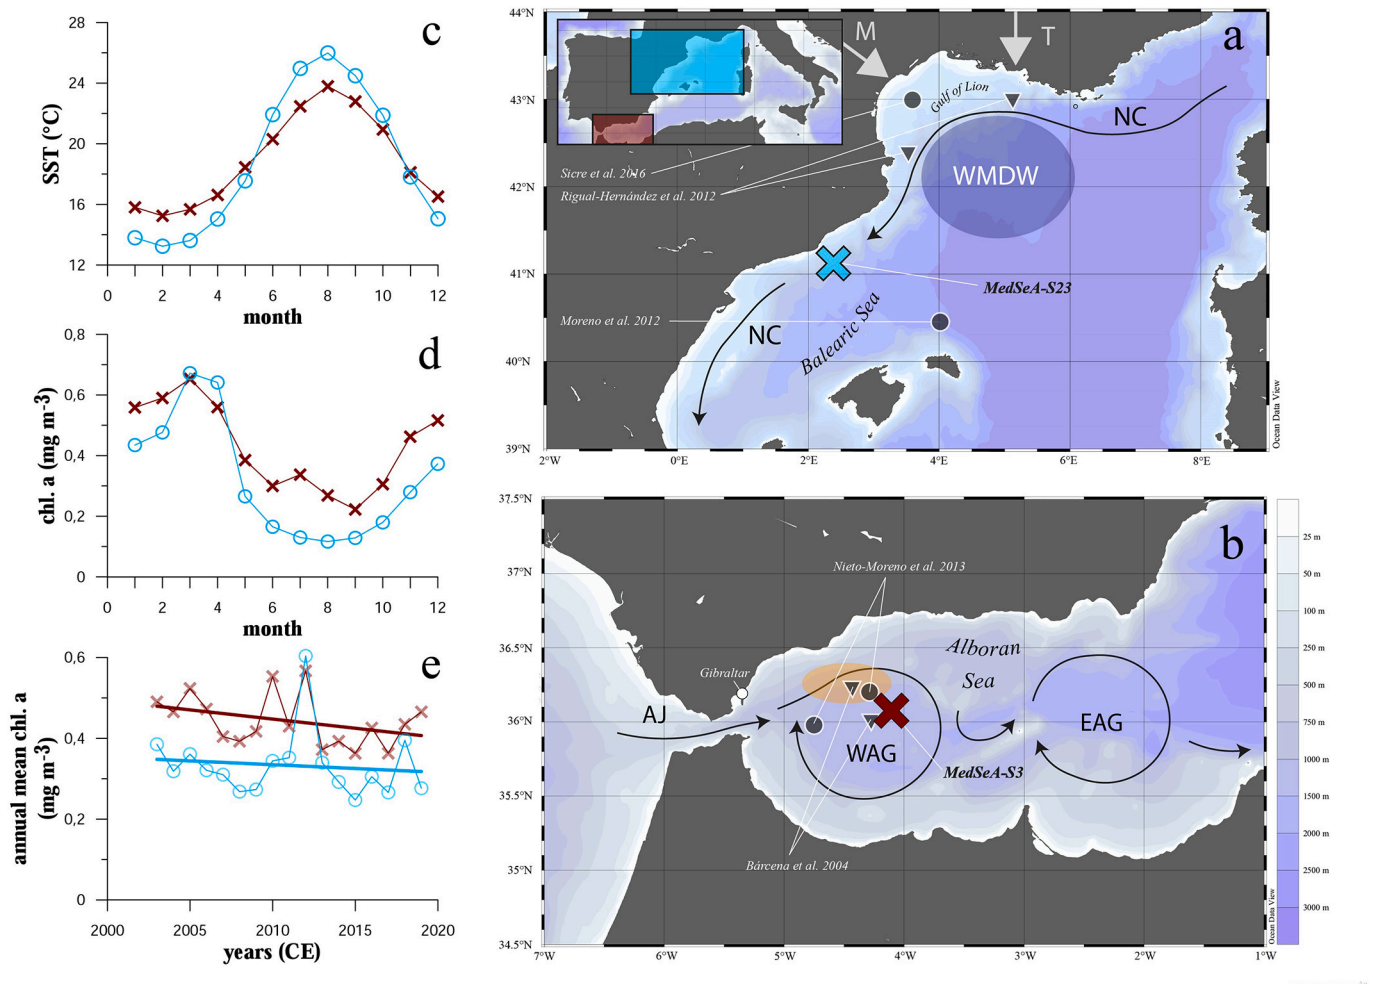 c
28
24
20
16
12
SST (°C)
0 2 4 6 8 10 12
month
d
0,8
0,6
0,4
0,2
0
chl. a (mg m-3)
0 2 4 6 8 10 12
month
e
0,6
0,4
0,2
0
annual mean chl. a
(mg m-3)
2000 2005 2010 2015 2020
years (CE)
a
44°N
43°N
42°N
41°N
40°N
39°N
M
T
Gulf of Lion
NC
WMDW
Sicre et al. 2016
Rigual-Hernández et 2012
MedSeA-S23
Moreno et al. 2012
NC
Balearic Sea
Ocean Data View
2°W 0°E 2°E 4°E 6°E 8°E
b
37.5°N
37°N
36.5°N
36°N
35.5°N
35°N
34.5°N
Nieto-Moreno et al. 2013
Gibraltar
Alboran
Sea
AJ
WAG
EAG
MedSeA-S3
Bárcena et al. 2004
Ocean Data View
7°W 6°W 5°W 4°W 3°W 2°W 1°W
25 m
50 m
100 m
250 m
500 m
750 m
1000 m
1500 m
2000 m
2500 m
3000 m